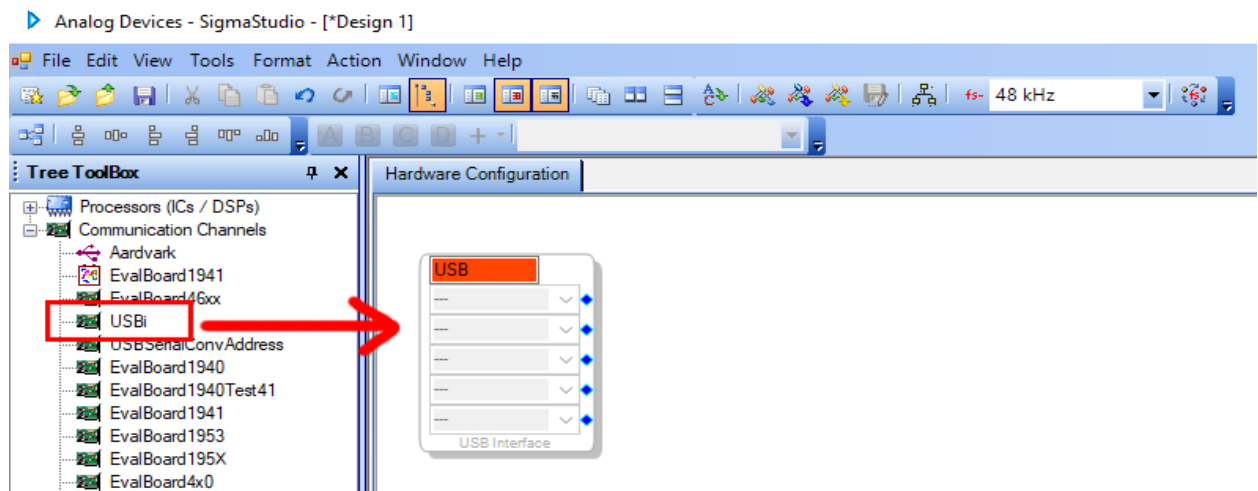 Analog Devices - SigmaStudio - [*Design 1]
File Edit View Tools Format Action Window Help
fs- 48 kHz
A B C D
Tree ToolBox
Hardware Configuration
Processors (ICs / DSPs)
Communication Channels
Aardvark
EvalBoard1941
EvalBoard46xx
USBi
USBSerialConvAddress
EvalBoard1940
EvalBoard1940Test41
EvalBoard1941
EvalBoard1953
EvalBoard195X
EvalBoard4x0
USB
---
---
---
---
---
USB Interface